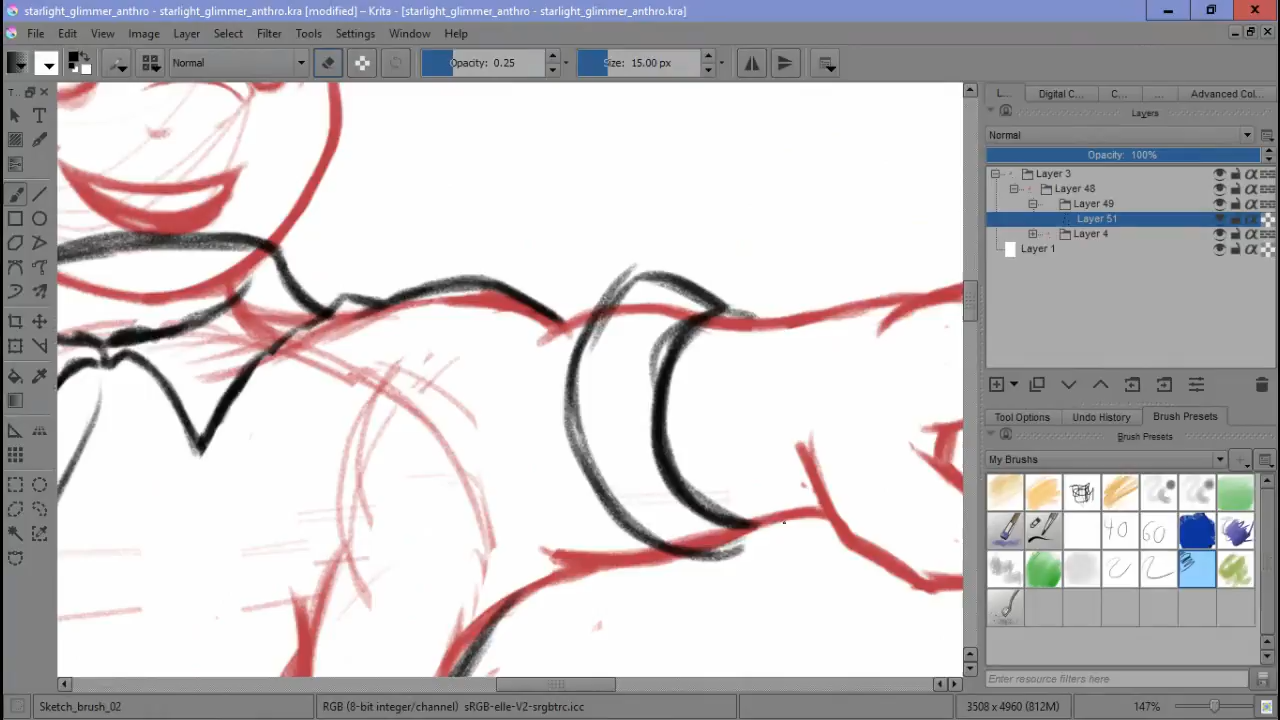 starlight_glimmer_anthro.kra [modified] – Krita - [starlight_glimmer_anthro - starlight_glimmer_anthro.kra]
File Edit View Image Layer Select Filter Tools Settings Window Help
Normal Opacity: 0.25 Size: 15.00 px
T... L... Digital C... C... ... Advanced Col...
Layers
Normal
Opacity: 100%
Layer 3
Layer 48
Layer 49
Layer 51
Layer 4
Layer 1
Tool Options Undo History Brush Presets
Brush Presets
My Brushs
40 60
Enter resource filters here
Sketch_brush_02 RGB (8-bit integer/channel) sRGB-elle-V2-srgbtrc.icc 3508 x 4960 (812M) 147%